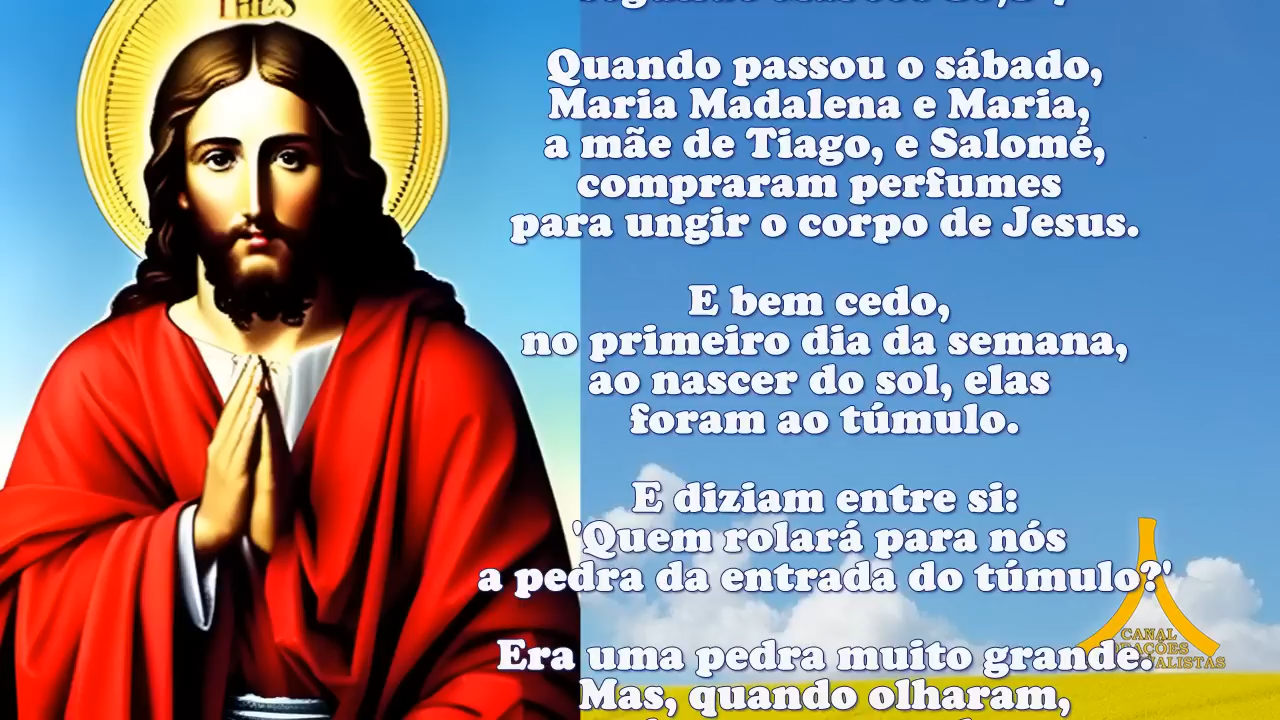 THES
Quando passou o sábado,
Maria Madalena e Maria,
a mãe de Tiago, e Salomé,
compraram perfumes
para ungir o corpo de Jesus.
E bem cedo,
no primeiro dia da semana,
ao nascer do sol, elas
foram ao túmulo.
E diziam entre si:
'Quem rolará para nós
a pedra da entrada do túmulo?'
Era uma pedra muito grande.
Mas, quando olharam,
CANAL